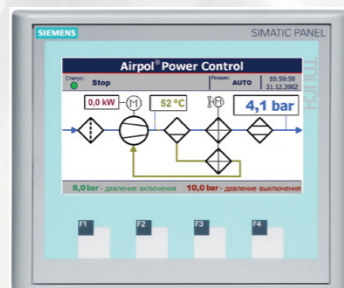 SIEMENS
SIMATIC PANEL
TOUCH
Airpol® Power Control
Статус:
Stop
Режим:
AUTO
10:59:59
31.12.2002
0,0 kW
M
52 °C
M
4,1 bar
8,0 bar - давление включения
10,0 bar - давление выключения
F1
F2
F3
F4